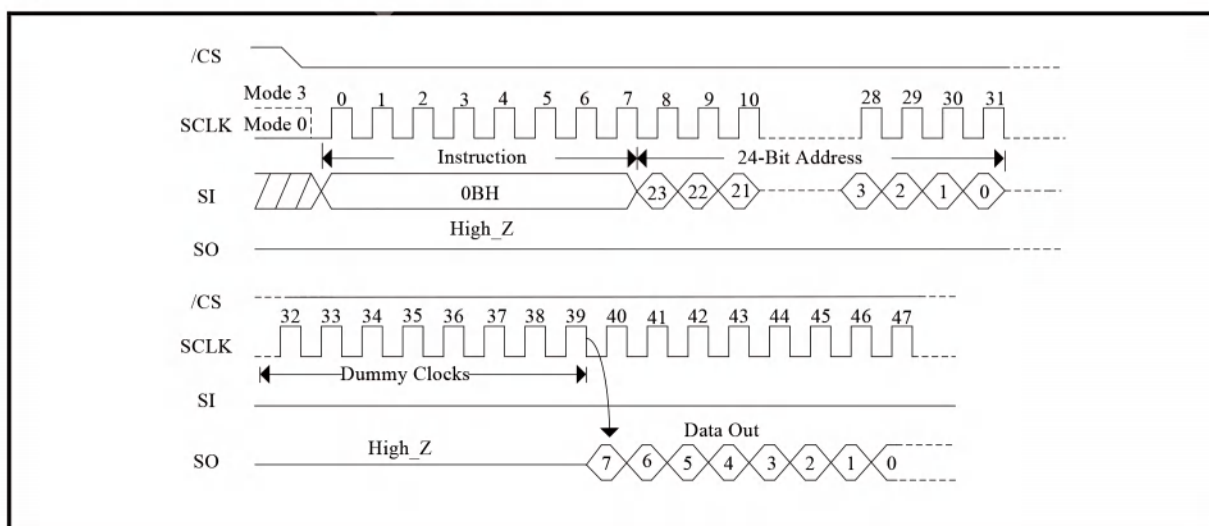 /CS
Mode 3
0 1 2 3 4 5 6 7 8 9 10 28 29 30 31
SCLK Mode 0
Instruction 24-Bit Address
SI 0BH 23 22 21 3 2 1 0
High_Z
SO
/CS
32 33 34 35 36 37 38 39 40 41 42 43 44 45 46 47
SCLK
Dummy Clocks
SI
High_Z Data Out
SO 7 6 5 4 3 2 1 0